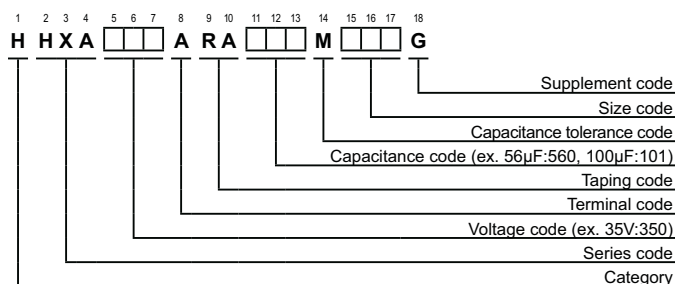 1 2 3 4 5 6 7 8 9 10 11 12 13 14 15 16 17 18
H H X A A R A M G
Supplement code
Size code
Capacitance tolerance code
Capacitance code (ex. 56µF:560, 100µF:101)
Taping code
Terminal code
Voltage code (ex. 35V:350)
Series code
Category